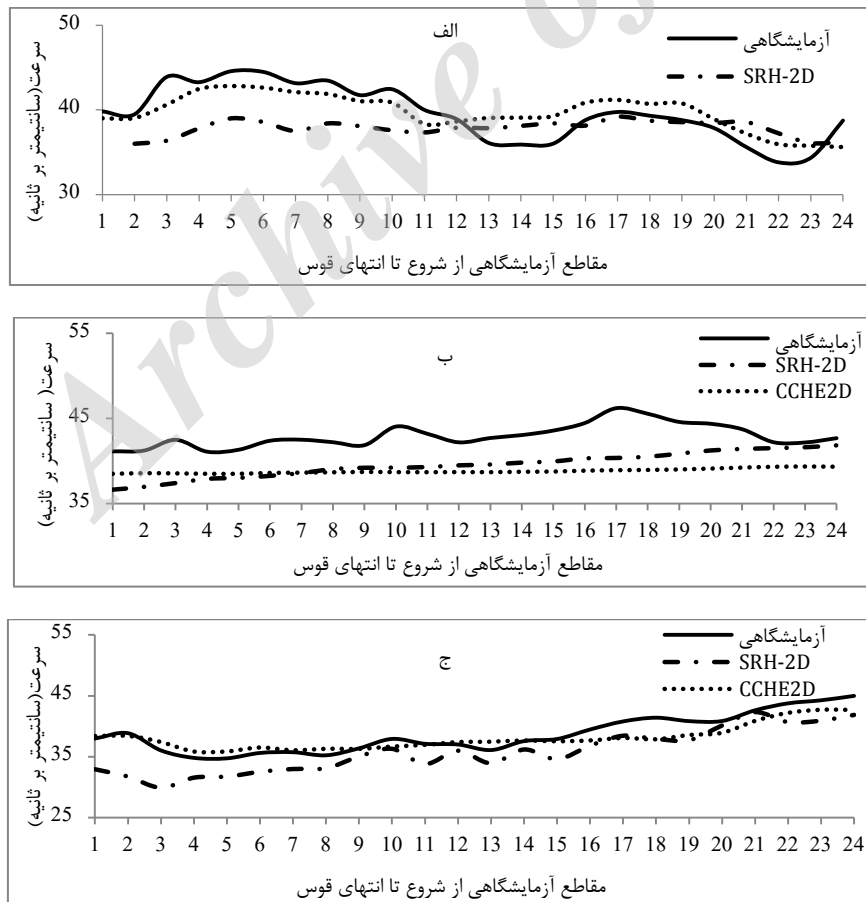 الف
آزمایشگاهی
SRH-2D
50
40
30
سرعت(سانتیمتر بر ثانیه)
1 2 3 4 5 6 7 8 9 10 11 12 13 14 15 16 17 18 19 20 21 22 23 24
مقاطع آزمایشگاهی از شروع تا انتهای قوس
ب
آزمایشگاهی
SRH-2D
CCHE2D
55
45
35
سرعت( سانتیمتر بر ثانیه)
1 2 3 4 5 6 7 8 9 10 11 12 13 14 15 16 17 18 19 20 21 22 23 24
مقاطع آزمایشگاهی از شروع تا انتهای قوس
ج
آزمایشگاهی
SRH-2D
CCHE2D
55
45
35
25
سرعت(سانتیمتر بر ثانیه)
1 2 3 4 5 6 7 8 9 10 11 12 13 14 15 16 17 18 19 20 21 22 23 24
مقاطع آزمایشگاهی از شروع تا انتهای قوس
Archive of